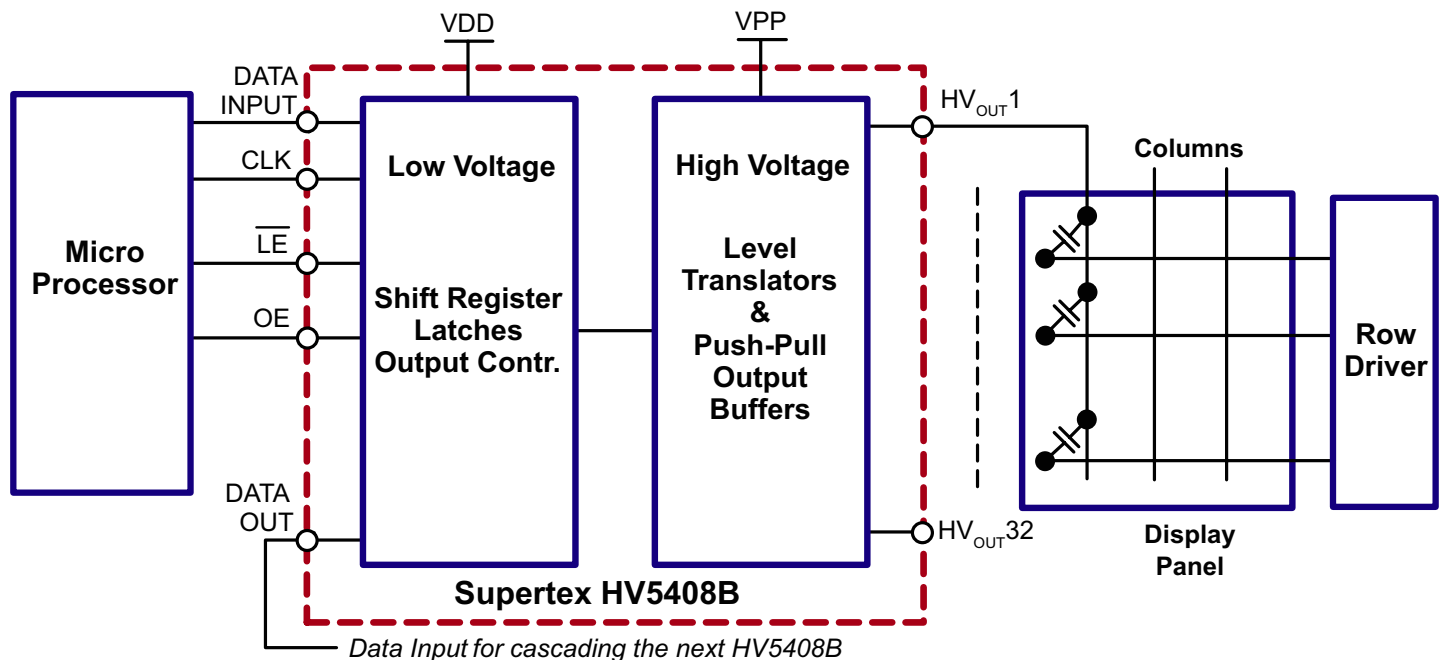 VDD
VPP
DATA
INPUT
CLK
LE
OE
DATA
OUT
Micro
Processor
Low Voltage
Shift Register
Latches
Output Contr.
High Voltage
Level
Translators
&
Push-Pull
Output
Buffers
HVOUT1
HVOUT32
Columns
Display
Panel
Row
Driver
Supertex HV5408B
Data Input for cascading the next HV5408B